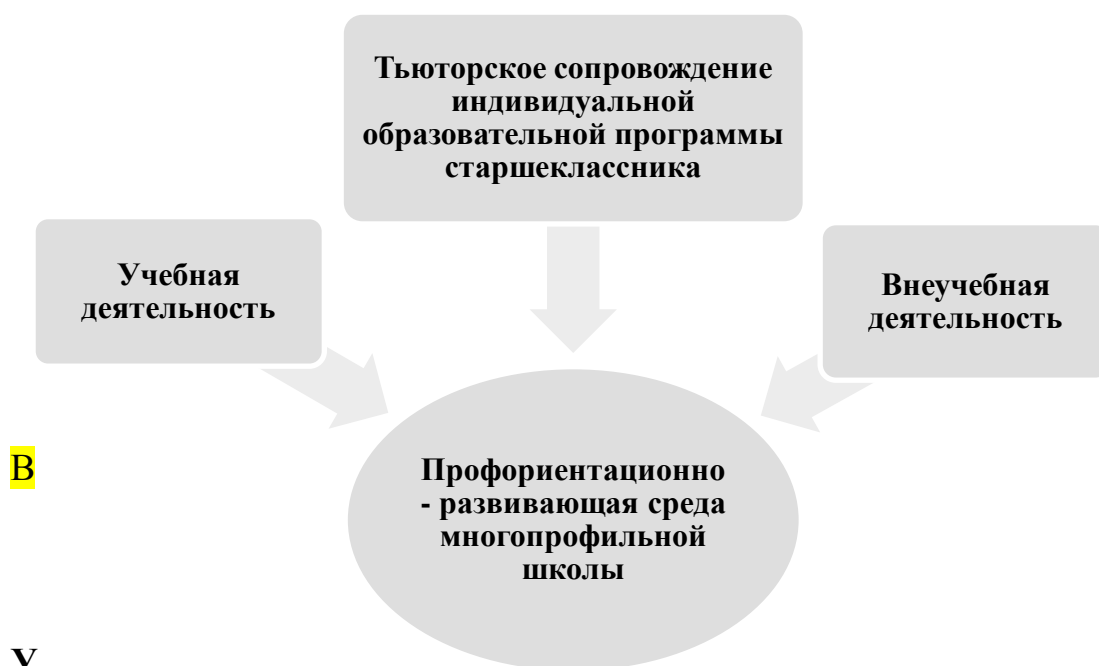 Тьюторское сопровождение
индивидуальной
образовательной программы
старшеклассника
Учебная
деятельность
Внеучебная
деятельность
В
Профориентационно
- развивающая среда
многопрофильной
школы